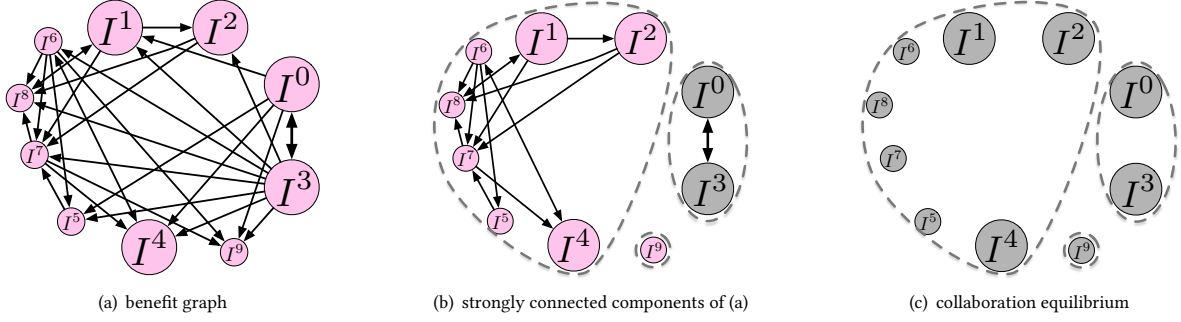 I^1 I^2
I^6
I^0
I^8
I^7
I^3
I^5
I^4 I^9
(a) benefit graph
I^1 I^2
I^6
I^0
I^8
I^7
I^3
I^5
I^4 I^9
(b) strongly connected components of (a)
I^1 I^2
I^6
I^0
I^8
I^7
I^3
I^5
I^4 I^9
(c) collaboration equilibrium